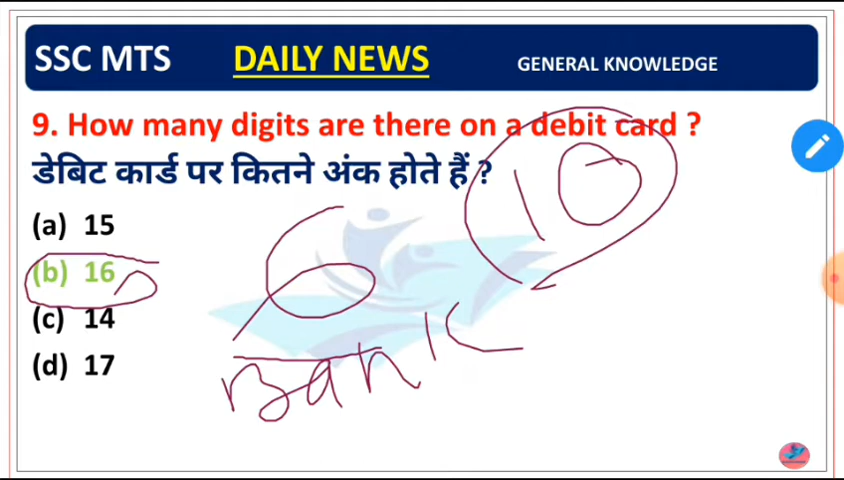 SSC MTS DAILY NEWS GENERAL KNOWLEDGE
9. How many digits are there on a debit card ?
डेबिट कार्ड पर कितने अंक होते हैं ?
10
(a) 15
(b) 16
6
(c) 14
Bank
(d) 17